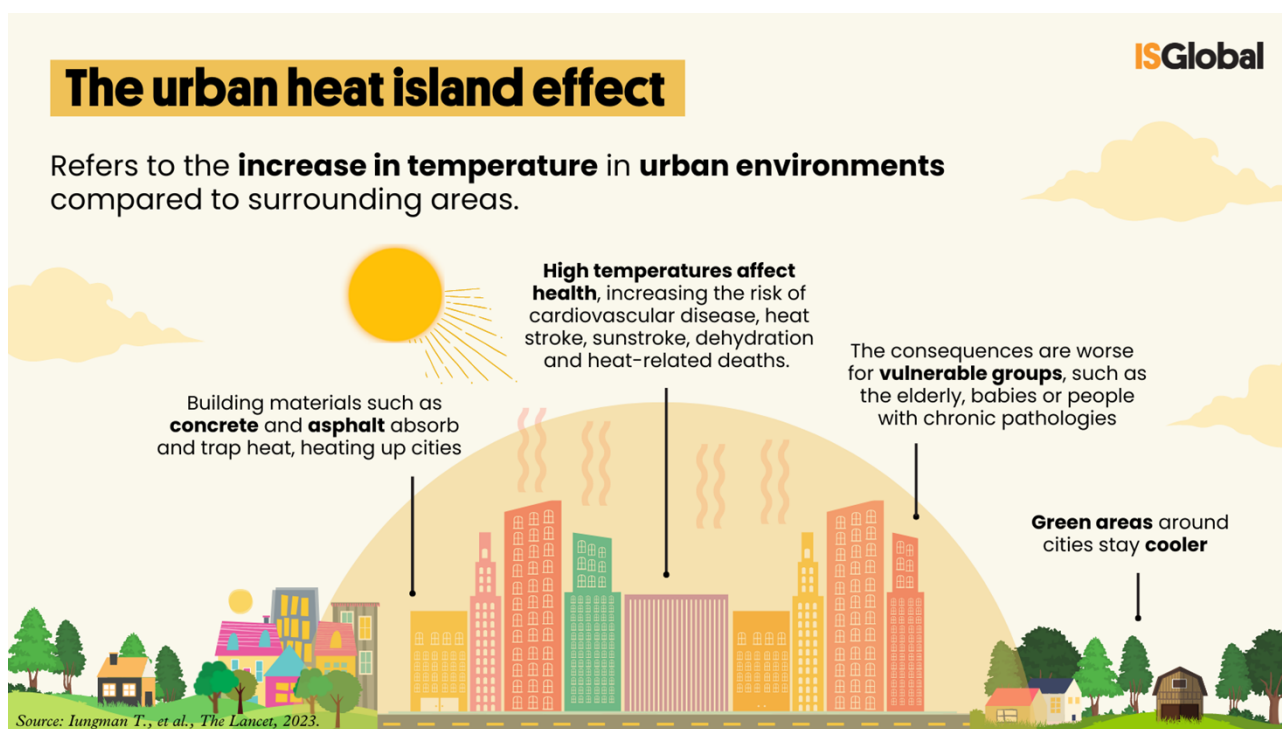 ISGlobal
The urban heat island effect
Refers to the increase in temperature in urban environments
compared to surrounding areas.
High temperatures affect
health, increasing the risk of
cardiovascular disease, heat
stroke, sunstroke, dehydration
and heat-related deaths.
The consequences are worse
for vulnerable groups, such as
the elderly, babies or people
with chronic pathologies
Building materials such as
concrete and asphalt absorb
and trap heat, heating up cities
Green areas around
cities stay cooler
Source: Iungman T., et al., The Lancet, 2023.